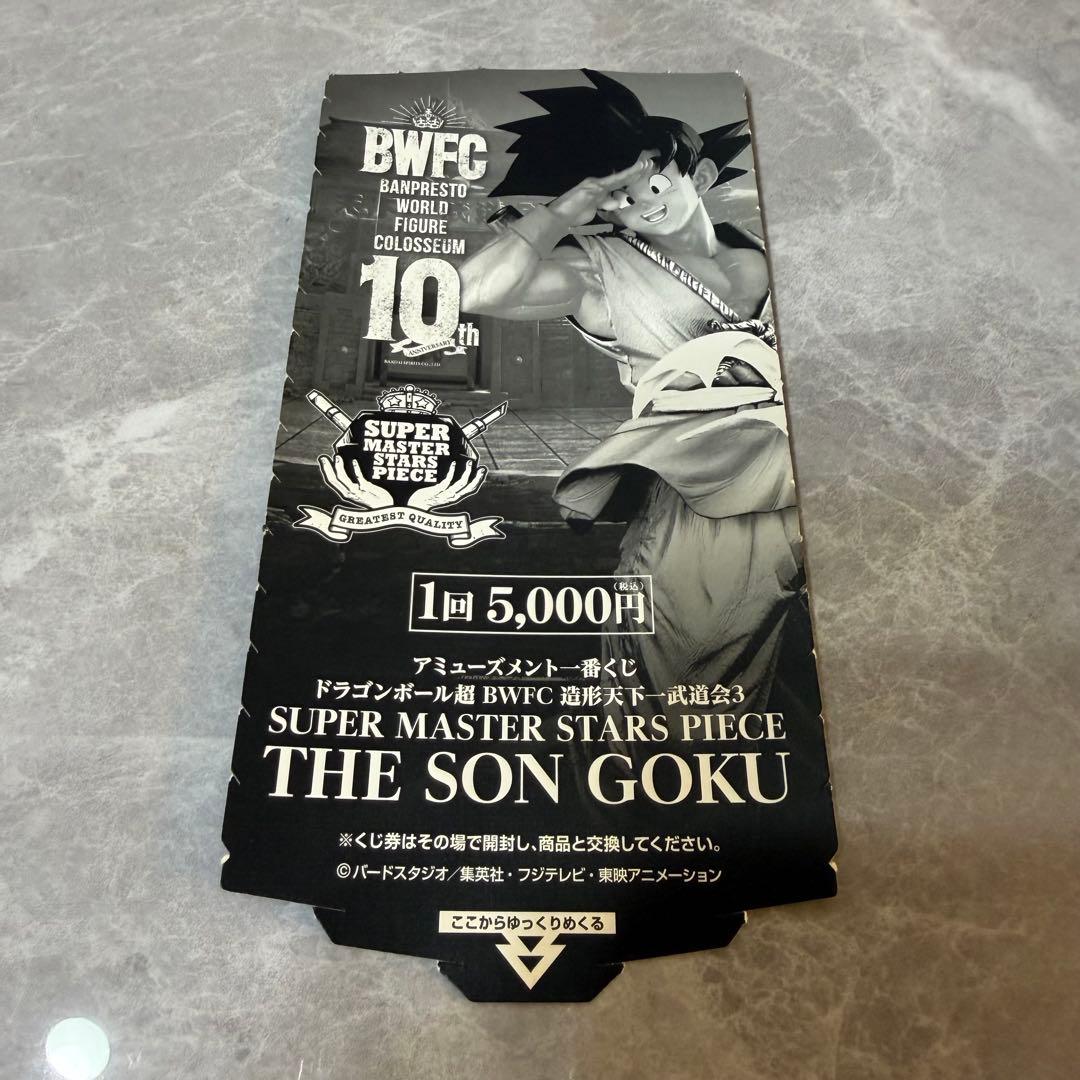 BWFC
BANPRESTO
WORLD
FIGURE
COLOSSEUM
10th
ANNIVERSARY
BANDAI SPIRITS CO.,LTD.
SUPER
MASTER
STARS
PIECE
GREATEST QUALITY
1回 5,000円(税込)
アミューズメント一番くじ
ドラゴンボール超 BWFC 造形天下一武道会3
SUPER MASTER STARS PIECE
THE SON GOKU
※くじ券はその場で開封し、商品と交換してください。
©バードスタジオ／集英社・フジテレビ・東映アニメーション
ここからゆっくりめくる